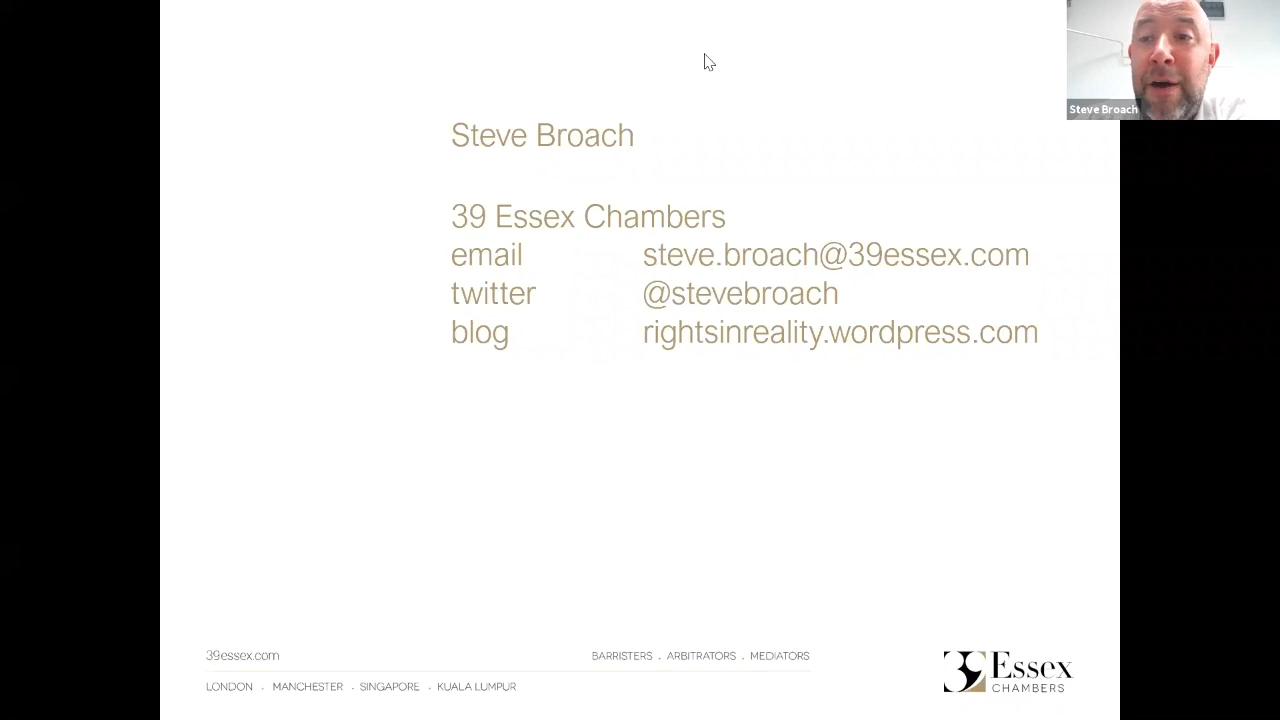 Steve Broach
Steve Broach
39 Essex Chambers
email steve.broach@39essex.com
twitter @stevebroach
blog rightsinreality.wordpress.com
39essex.com
BARRISTERS . ARBITRATORS . MEDIATORS
LONDON . MANCHESTER . SINGAPORE . KUALA LUMPUR
39 Essex
CHAMBERS